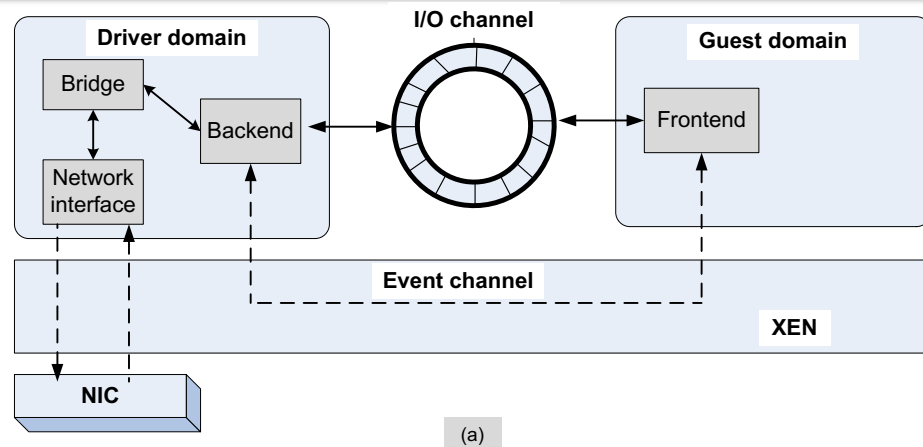 I/O channel
Driver domain
Guest domain
Bridge
Backend
Frontend
Network
interface
Event channel
XEN
NIC
(a)